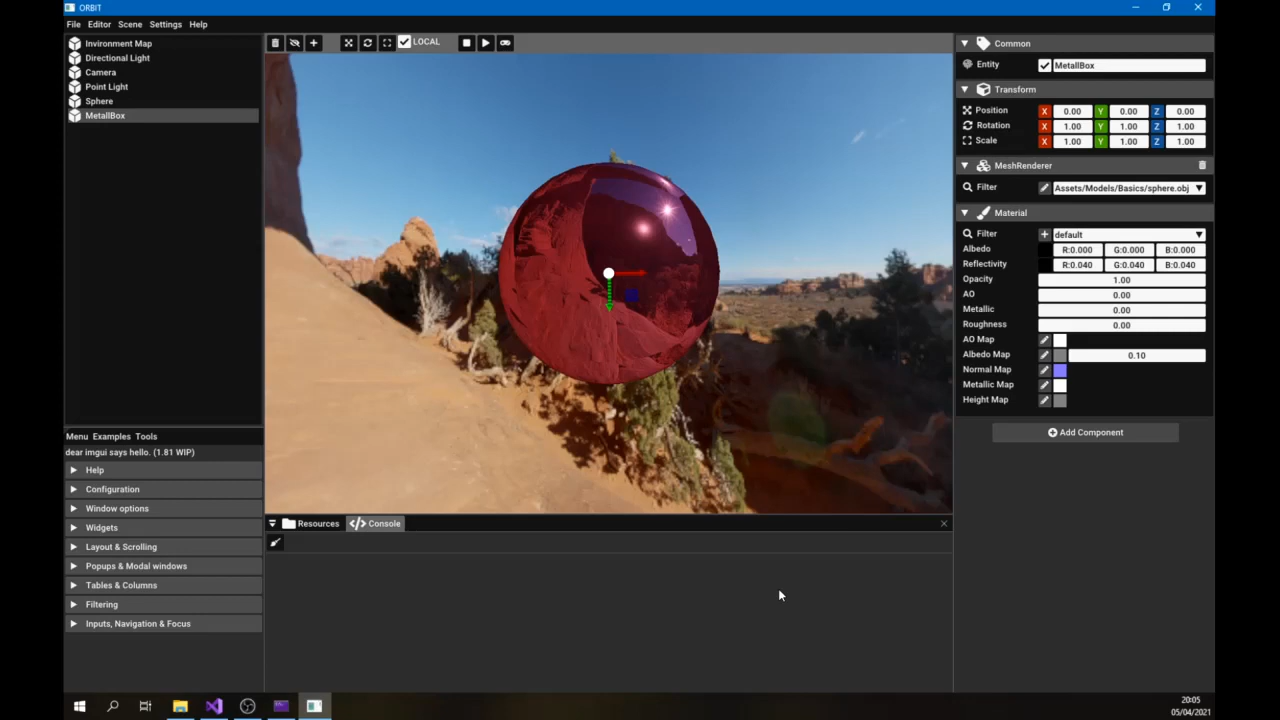 ORBIT
File Editor Scene Settings Help
Invironment Map
Directional Light
Camera
Point Light
Sphere
MetallBox
LOCAL
Common
Entity MetallBox
Transform
Position X 0.00 Y 0.00 Z 0.00
Rotation X 1.00 Y 1.00 Z 1.00
Scale X 1.00 Y 1.00 Z 1.00
MeshRenderer
Filter Assets/Models/Basics/sphere.obj
Material
Filter default
Albedo R:0.000 G:0.000 B:0.000
Reflectivity R:0.040 G:0.040 B:0.040
Opacity 1.00
AO 0.00
Metallic 0.00
Roughness 0.00
AO Map
Albedo Map 0.10
Normal Map
Metallic Map
Height Map
Add Component
Menu Examples Tools
dear imgui says hello. (1.81 WIP)
Help
Configuration
Window options
Widgets
Layout & Scrolling
Popups & Modal windows
Tables & Columns
Filtering
Inputs, Navigation & Focus
Resources Console
20:05
05/04/2021